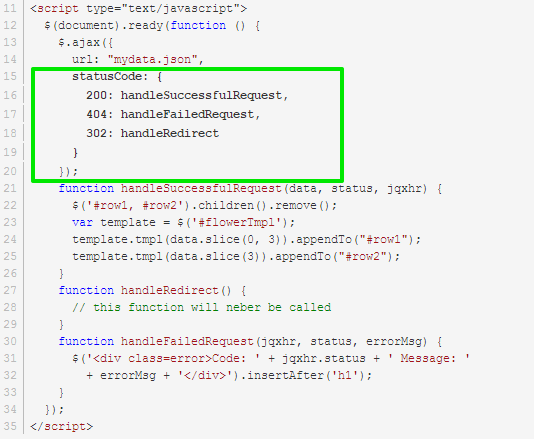 11 <script type="text/javascript">
12 $(document).ready(function () {
13 $.ajax({
14 url: "mydata.json",
15 statusCode: {
16 200: handleSuccessfulRequest,
17 404: handleFailedRequest,
18 302: handleRedirect
19 }
20 });
21 function handleSuccessfulRequest(data, status, jqxhr) {
22 $('#row1, #row2').children().remove();
23 var template = $('#flowerTmpl');
24 template.tmpl(data.slice(0, 3)).appendTo("#row1");
25 template.tmpl(data.slice(3)).appendTo("#row2");
26 }
27 function handleRedirect() {
28 // this function will neber be called
29 }
30 function handleFailedRequest(jqxhr, status, errorMsg) {
31 $('<div class=error>Code: ' + jqxhr.status + ' Message: '
32 + errorMsg + '</div>').insertAfter('h1');
33 }
34 });
35 </script>